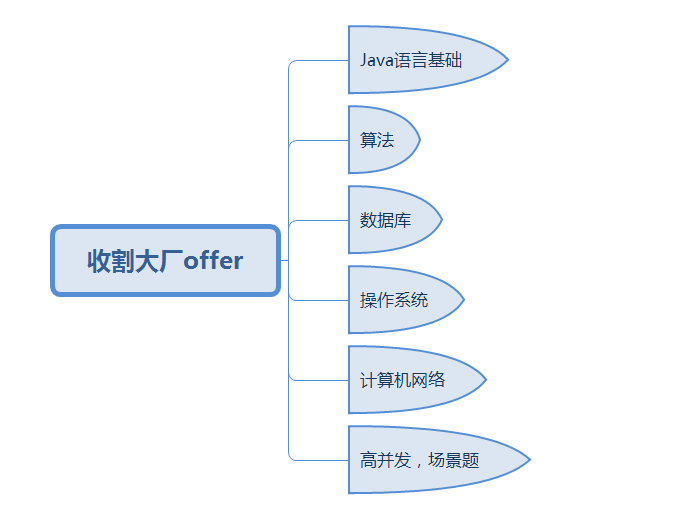 Java语言基础
算法
数据库
收割大厂offer
操作系统
计算机网络
高并发，场景题